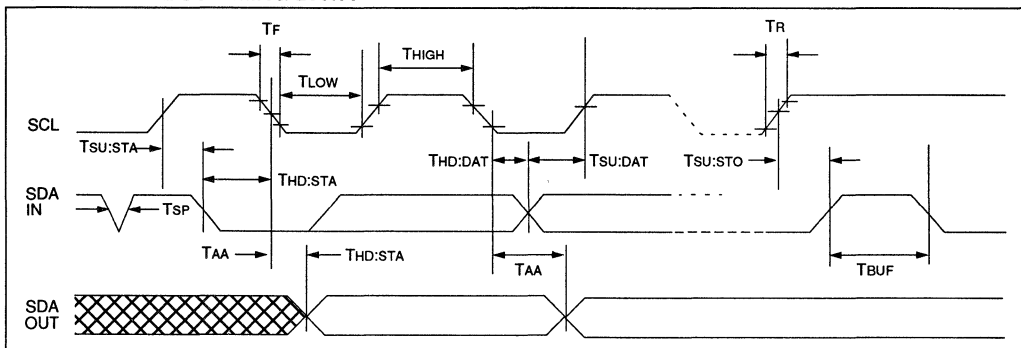 TF
TR
THIGH
TLOW
SCL
TSU:STA
THD:DAT
TSU:DAT
TSU:STO
THD:STA
SDA
IN
TSP
TAA
THD:STA
TAA
TBUF
SDA
OUT